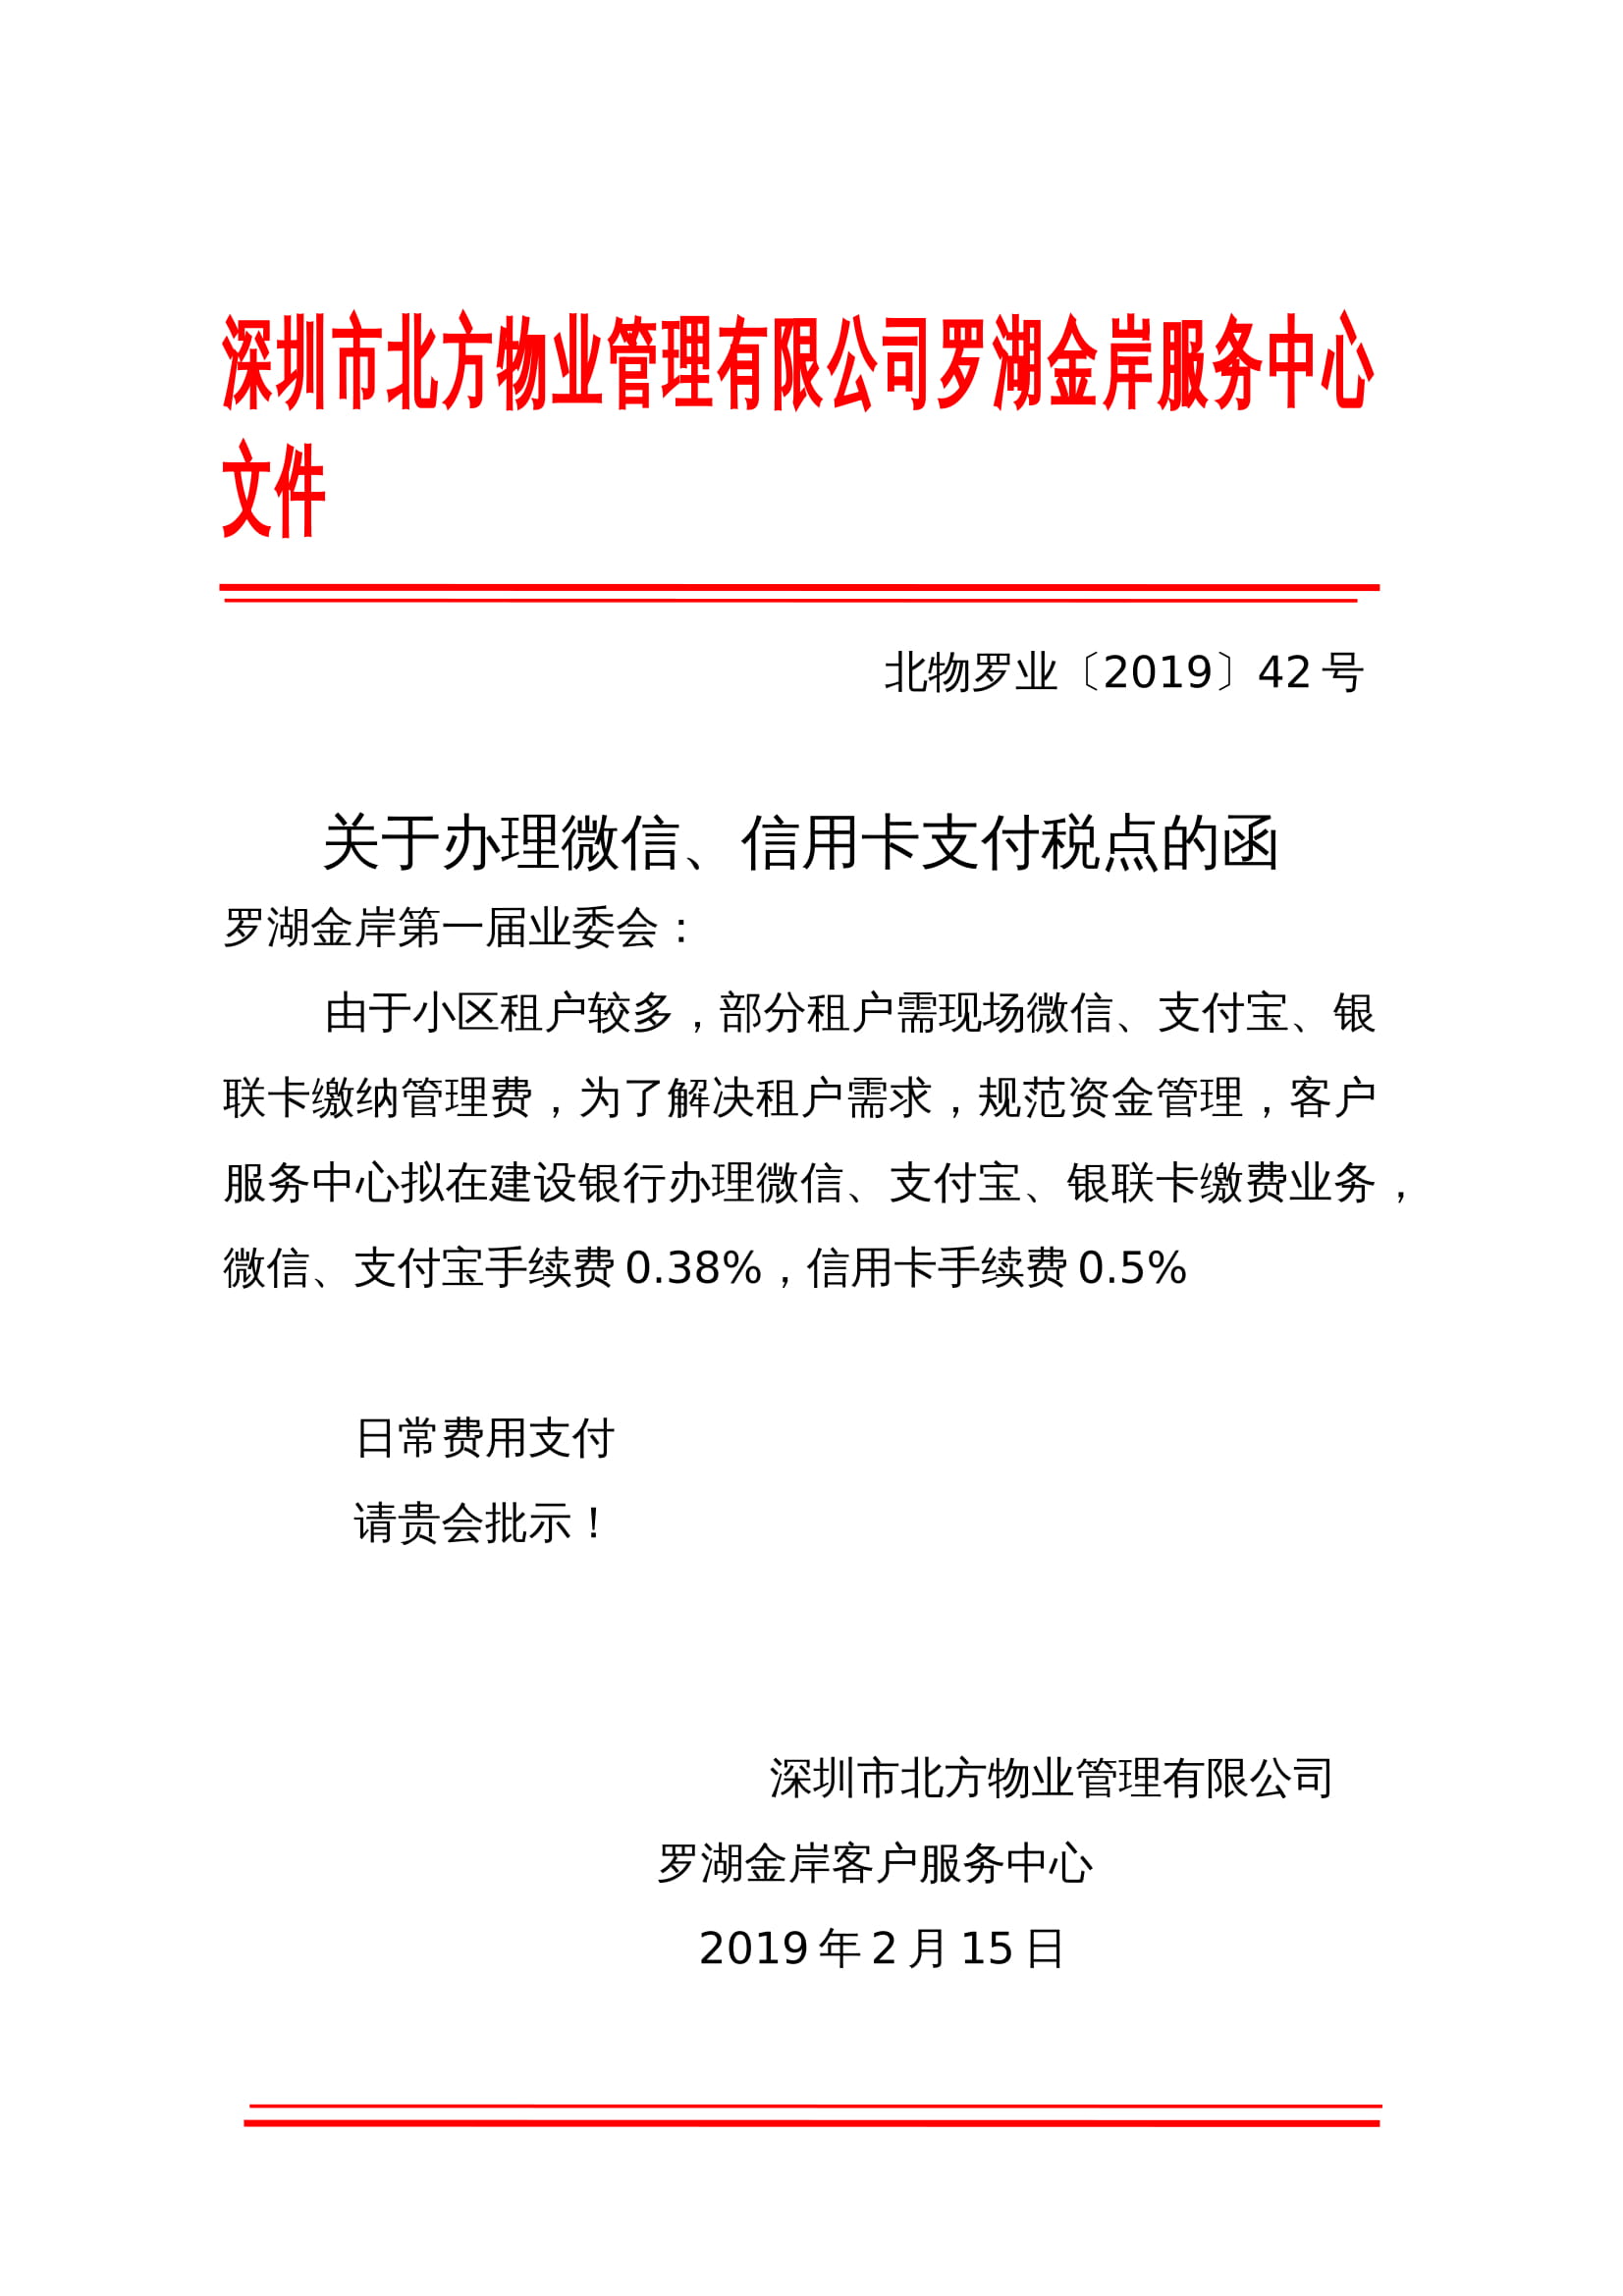 深圳市北方物业管理有限公司罗湖金岸服务中心
文件
北物罗业〔2019〕42 号
关于办理微信、信用卡支付税点的函
罗湖金岸第一届业委会：
由于小区租户较多，部分租户需现场微信、支付宝、银
联卡缴纳管理费，为了解决租户需求，规范资金管理，客户
服务中心拟在建设银行办理微信、支付宝、银联卡缴费业务，
微信、支付宝手续费 0.38%，信用卡手续费 0.5%
日常费用支付
请贵会批示！
深圳市北方物业管理有限公司
罗湖金岸客户服务中心
2019 年 2 月 15 日